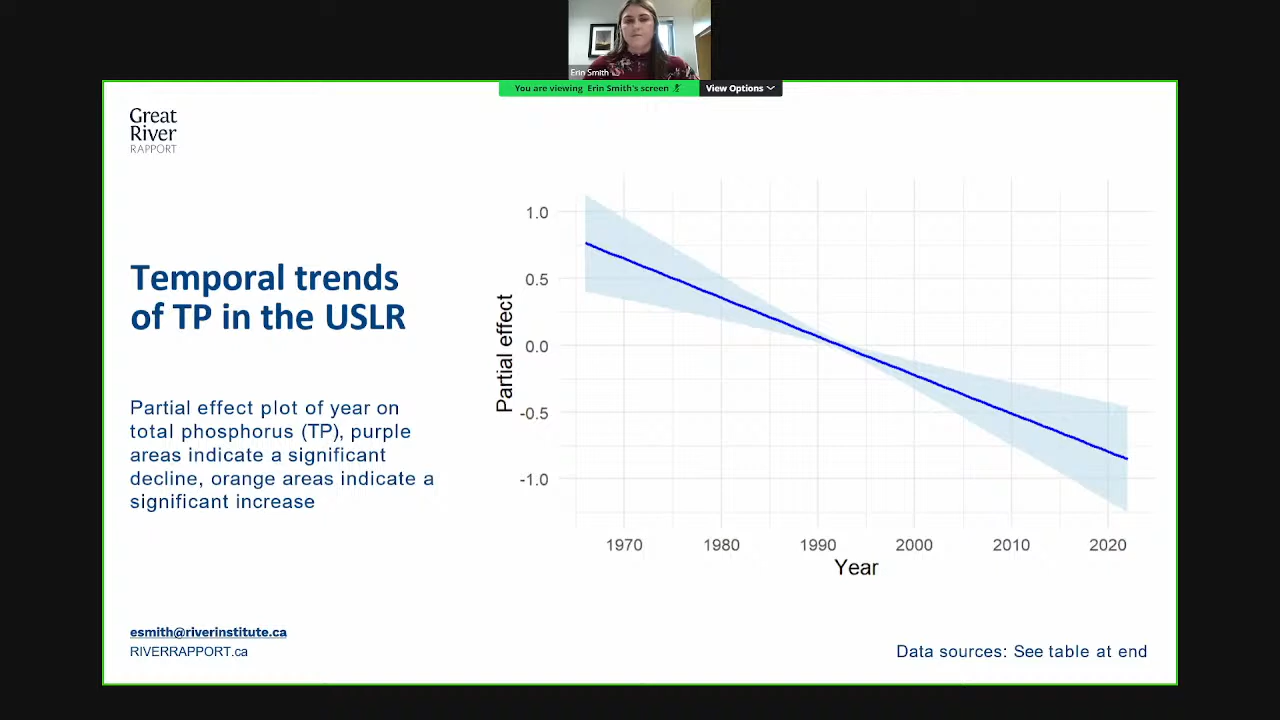 Erin Smith
You are viewing Erin Smith's screen
View Options
Great
River
RAPPORT
Temporal trends
of TP in the USLR
Partial effect plot of year on
total phosphorus (TP), purple
areas indicate a significant
decline, orange areas indicate a
significant increase
Partial effect
1.0
0.5
0.0
-0.5
-1.0
1970 1980 1990 2000 2010 2020
Year
esmith@riverinstitute.ca
RIVERRAPPORT.ca
Data sources: See table at end